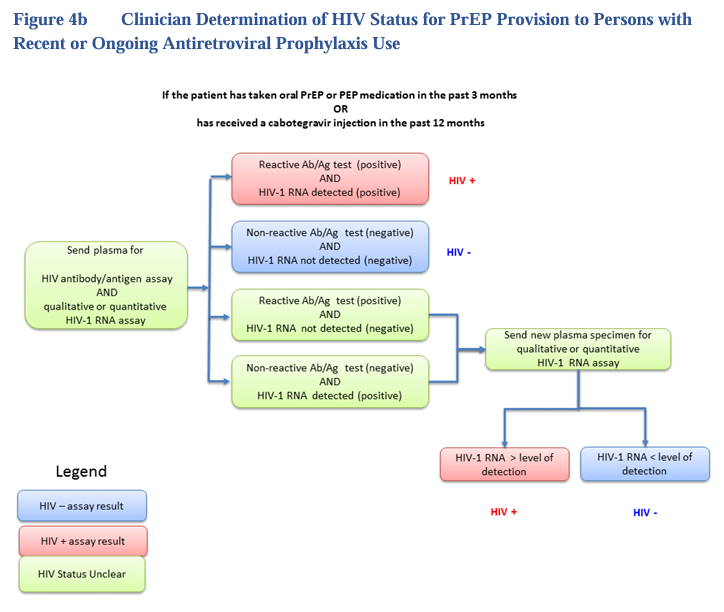 Figure 4b Clinician Determination of HIV Status for PrEP Provision to Persons with
Recent or Ongoing Antiretroviral Prophylaxis Use
If the patient has taken oral PrEP or PEP medication in the past 3 months
OR
has received a cabotegravir injection in the past 12 months
Send plasma for
HIV antibody/antigen assay
AND
qualitative or quantitative
HIV-1 RNA assay
Reactive Ab/Ag test (positive)
AND
HIV-1 RNA detected (positive)
HIV +
Non-reactive Ab/Ag test (negative)
AND
HIV-1 RNA not detected (negative)
HIV -
Reactive Ab/Ag test (positive)
AND
HIV-1 RNA not detected (negative)
Non-reactive Ab/Ag test (negative)
AND
HIV-1 RNA detected (positive)
Send new plasma specimen for
qualitative or quantitative
HIV-1 RNA assay
HIV-1 RNA > level of
detection
HIV +
HIV-1 RNA < level of
detection
HIV -
Legend
HIV – assay result
HIV + assay result
HIV Status Unclear